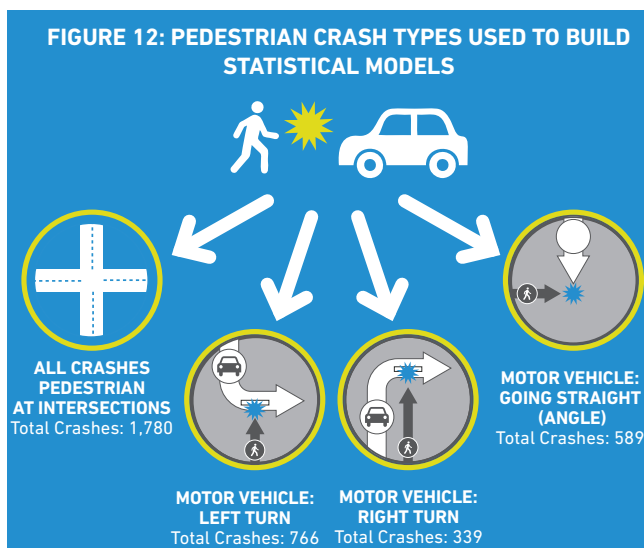 FIGURE 12: PEDESTRIAN CRASH TYPES USED TO BUILD
STATISTICAL MODELS
ALL CRASHES
PEDESTRIAN
AT INTERSECTIONS
Total Crashes: 1,780
MOTOR VEHICLE:
LEFT TURN
Total Crashes: 766
MOTOR VEHICLE:
RIGHT TURN
Total Crashes: 339
MOTOR VEHICLE:
GOING STRAIGHT
(ANGLE)
Total Crashes: 589